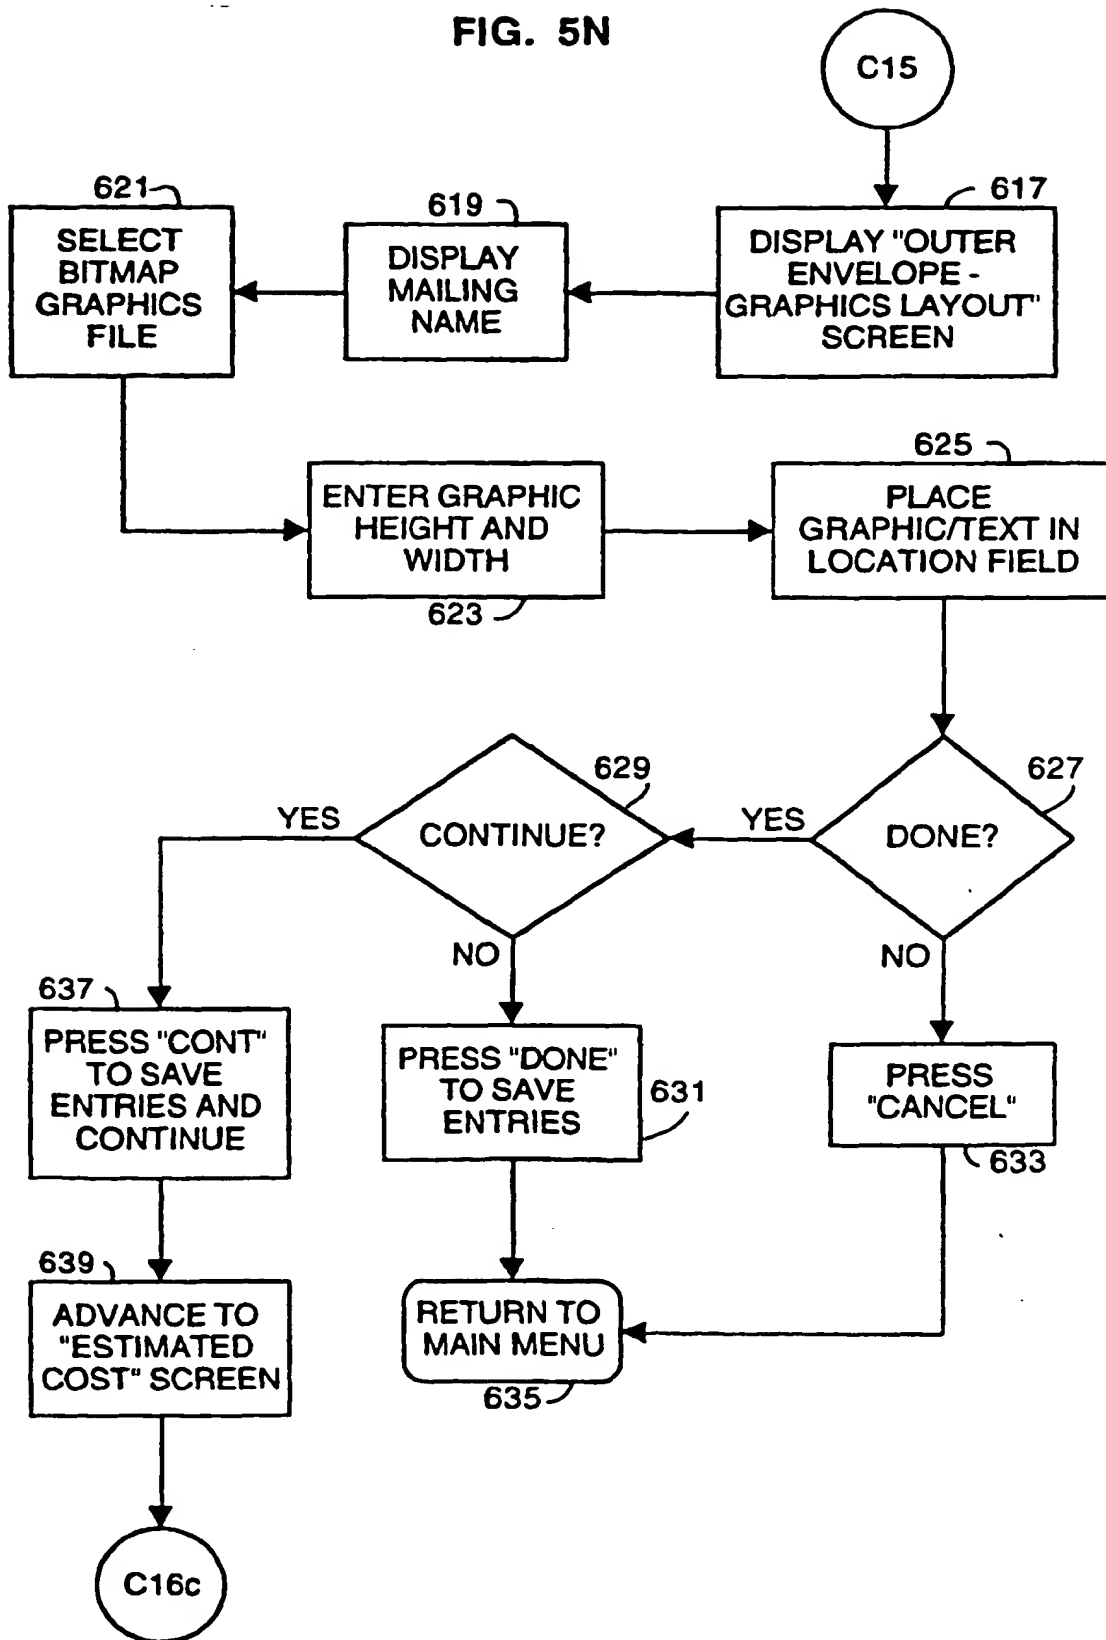 FIG. 5N
C15
617
DISPLAY "OUTER
ENVELOPE -
GRAPHICS LAYOUT"
SCREEN
619
DISPLAY
MAILING
NAME
621
SELECT
BITMAP
GRAPHICS
FILE
ENTER GRAPHIC
HEIGHT AND
WIDTH
623
625
PLACE
GRAPHIC/TEXT IN
LOCATION FIELD
627
DONE?
YES
NO
629
CONTINUE?
YES
NO
637
PRESS "CONT"
TO SAVE
ENTRIES AND
CONTINUE
PRESS "DONE"
TO SAVE
ENTRIES
631
PRESS
"CANCEL"
633
639
ADVANCE TO
"ESTIMATED
COST" SCREEN
RETURN TO
MAIN MENU
635
C16c